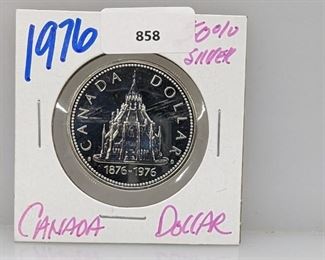 1976
858
50% SILVER
CANADA DOLLAR
1876-1976
CANADA DOLLAR